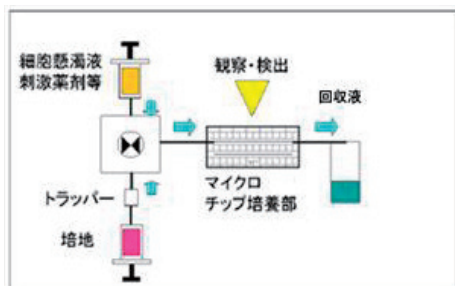 細胞懸濁液
刺激薬剤等
観察・検出
回収液
トラッパー
マイクロ
チップ培養部
培地